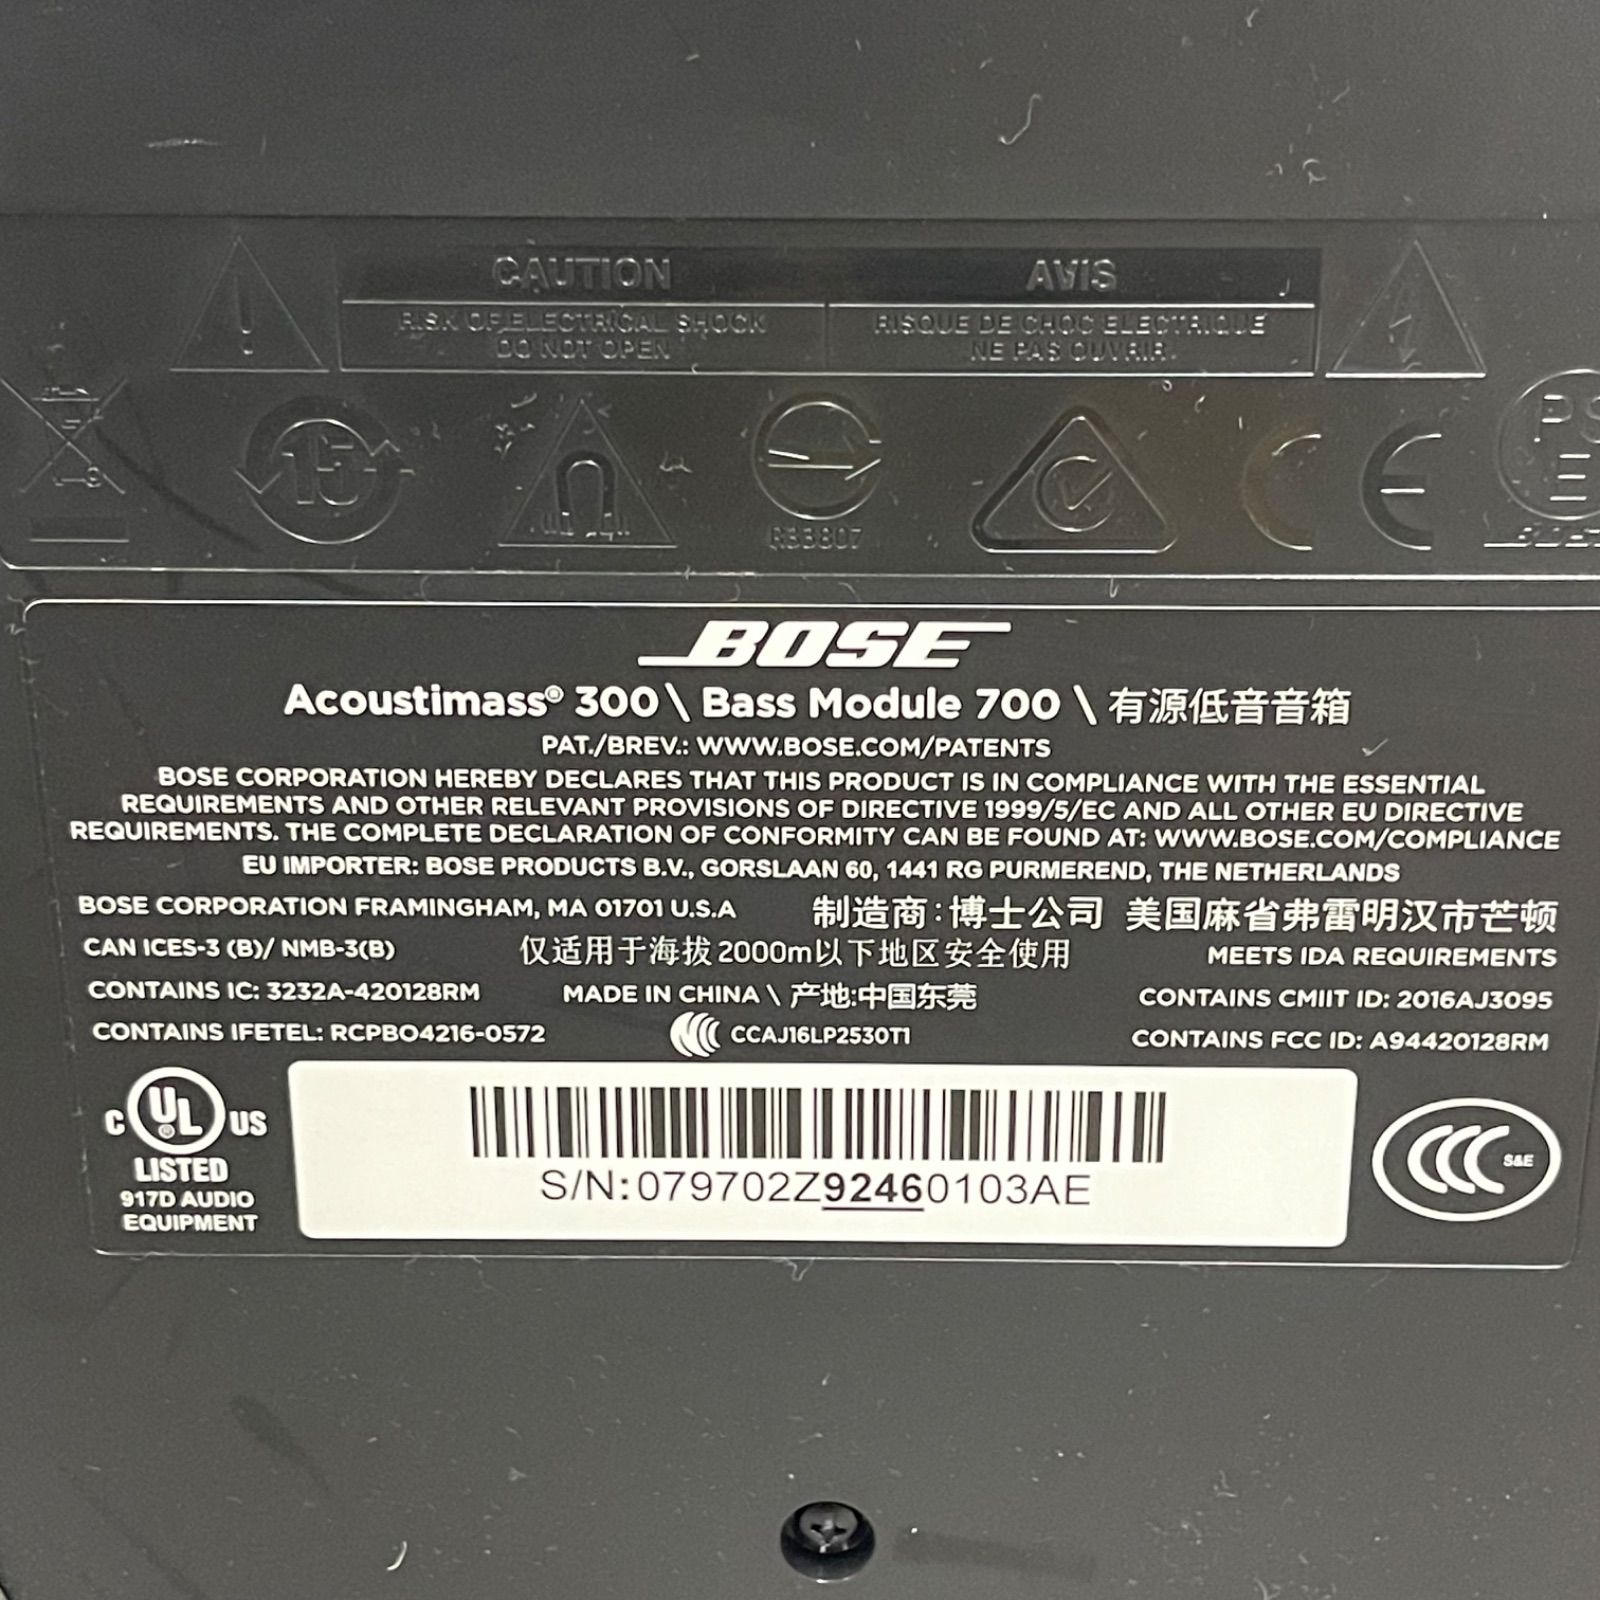 CAUTION
AVIS
RISK OF ELECTRICAL SHOCK
DO NOT OPEN
RISQUE DE CHOC ELECTRIQUE
NE PAS OUVRIR
15
R33807
CE
PS
E
BOSE
Acoustimass® 300 \ Bass Module 700 \ 有源低音音箱
PAT./BREV.: WWW.BOSE.COM/PATENTS
BOSE CORPORATION HEREBY DECLARES THAT THIS PRODUCT IS IN COMPLIANCE WITH THE ESSENTIAL
REQUIREMENTS AND OTHER RELEVANT PROVISIONS OF DIRECTIVE 1999/5/EC AND ALL OTHER EU DIRECTIVE
REQUIREMENTS. THE COMPLETE DECLARATION OF CONFORMITY CAN BE FOUND AT: WWW.BOSE.COM/COMPLIANCE
EU IMPORTER: BOSE PRODUCTS B.V., GORSLAAN 60, 1441 RG PURMEREND, THE NETHERLANDS
BOSE CORPORATION FRAMINGHAM, MA 01701 U.S.A 制造商:博士公司 美国麻省弗雷明汉市芒顿
CAN ICES-3 (B)/ NMB-3(B) 仅适用于海拔2000m以下地区安全使用 MEETS IDA REQUIREMENTS
CONTAINS IC: 3232A-420128RM MADE IN CHINA \ 产地:中国东莞 CONTAINS CMIIT ID: 2016AJ3095
CONTAINS IFETEL: RCPBO4216-0572 CCAJ16LP2530T1 CONTAINS FCC ID: A94420128RM
C UL US
LISTED
917D AUDIO
EQUIPMENT
S/N:079702Z92460103AE
CCC S&E